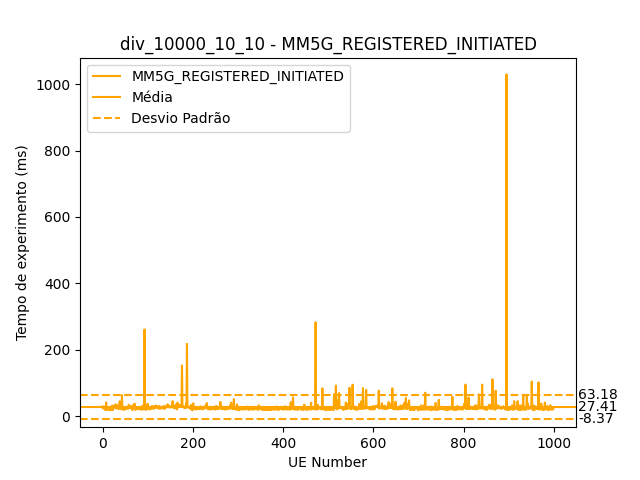 div_10000_10_10 - MM5G_REGISTERED_INITIATED
MM5G_REGISTERED_INITIATED
Média
Desvio Padrão
Tempo de experimento (ms)
1000
800
600
400
200
0
63.18
27.41
-8.37
0 200 400 600 800 1000
UE Number